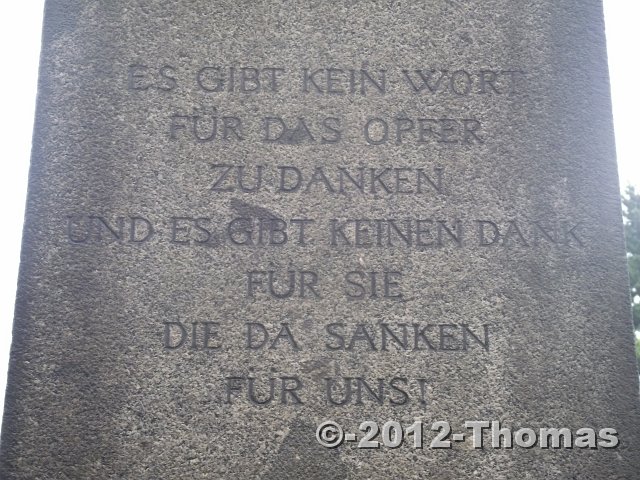 ES GIBT KEIN WORT
FÜR DAS OPFER
ZU DANKEN
UND ES GIBT KEINEN DANK
FÜR SIE
DIE DA SANKEN
FÜR UNS!
©-2012-Thomas